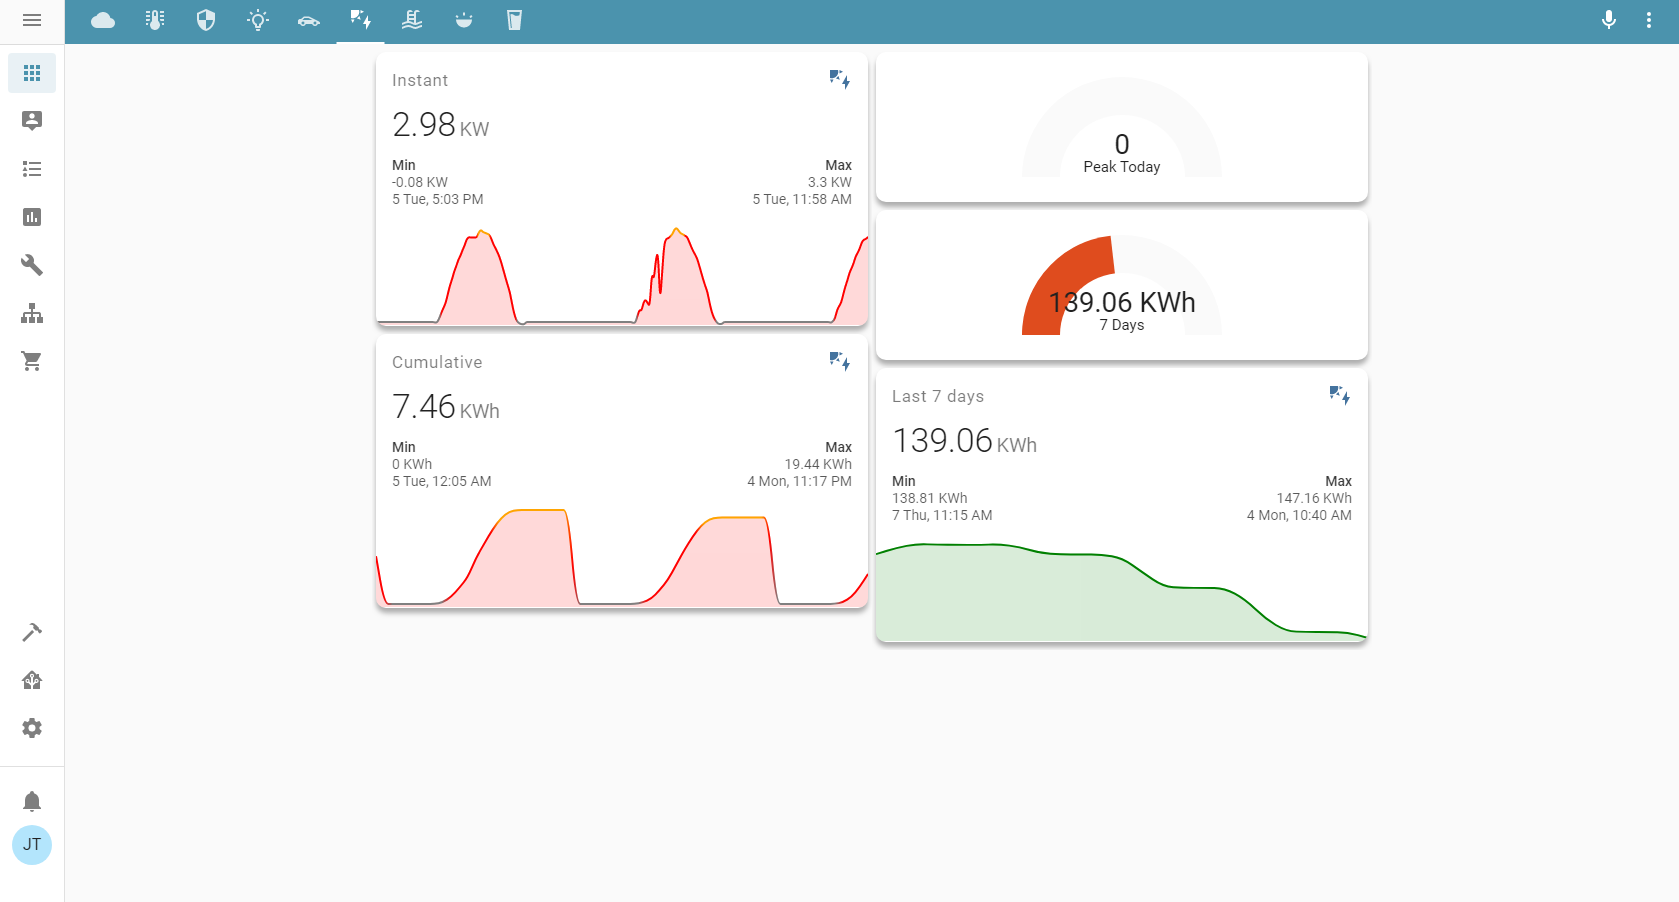 Instant
2.98 KW
Min
Max
-0.08 KW
3.3 KW
5 Tue, 5:03 PM
5 Tue, 11:58 AM
0
Peak Today
139.06 KWh
7 Days
Cumulative
7.46 KWh
Min
Max
0 KWh
19.44 KWh
5 Tue, 12:05 AM
4 Mon, 11:17 PM
Last 7 days
139.06 KWh
Min
Max
138.81 KWh
147.16 KWh
7 Thu, 11:15 AM
4 Mon, 10:40 AM
JT